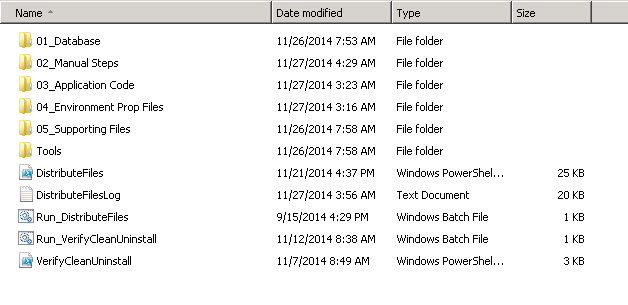 Name Date modified Type Size
01_Database 11/26/2014 7:53 AM File folder
02_Manual Steps 11/27/2014 4:29 AM File folder
03_Application Code 11/27/2014 3:23 AM File folder
04_Environment Prop Files 11/27/2014 3:16 AM File folder
05_Supporting Files 11/26/2014 7:58 AM File folder
Tools 11/26/2014 7:58 AM File folder
DistributeFiles 11/21/2014 4:37 PM Windows PowerShel... 25 KB
DistributeFilesLog 11/27/2014 3:56 AM Text Document 20 KB
Run_DistributeFiles 9/15/2014 4:29 PM Windows Batch File 1 KB
Run_VerifyCleanUninstall 11/12/2014 8:38 AM Windows Batch File 1 KB
VerifyCleanUninstall 11/7/2014 8:49 AM Windows PowerShel... 3 KB